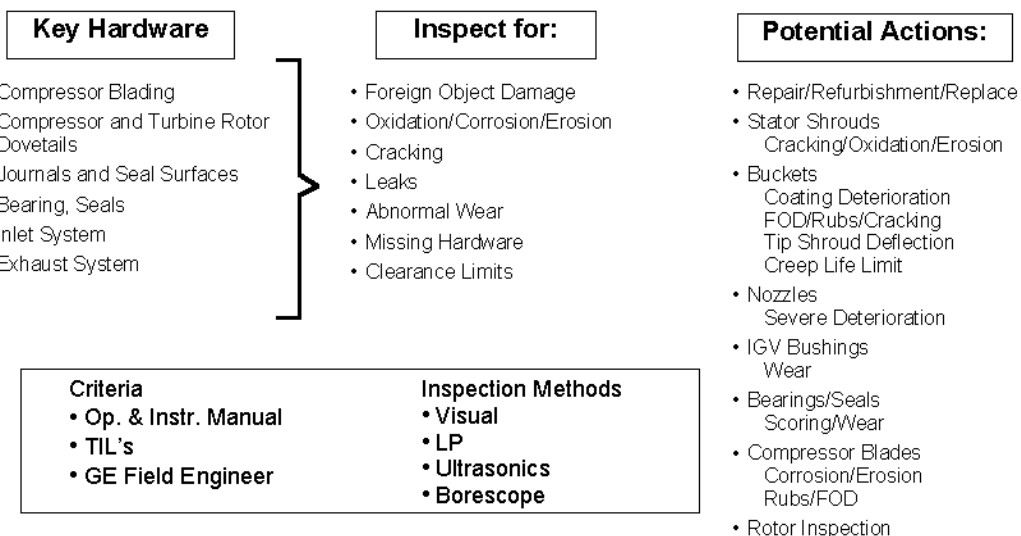 Key Hardware
Compressor Blading
Compressor and Turbine Rotor
Dovetails
Journals and Seal Surfaces
Bearing, Seals
Inlet System
Exhaust System
Inspect for:
• Foreign Object Damage
• Oxidation/Corrosion/Erosion
• Cracking
• Leaks
• Abnormal Wear
• Missing Hardware
• Clearance Limits
Criteria
• Op. & Instr. Manual
• TIL's
• GE Field Engineer
Inspection Methods
• Visual
• LP
• Ultrasonics
• Borescope
Potential Actions:
• Repair/Refurbishment/Replace
• Stator Shrouds
Cracking/Oxidation/Erosion
• Buckets
Coating Deterioration
FOD/Rubs/Cracking
Tip Shroud Deflection
Creep Life Limit
• Nozzles
Severe Deterioration
• IGV Bushings
Wear
• Bearings/Seals
Scoring/Wear
• Compressor Blades
Corrosion/Erosion
Rubs/FOD
• Rotor Inspection